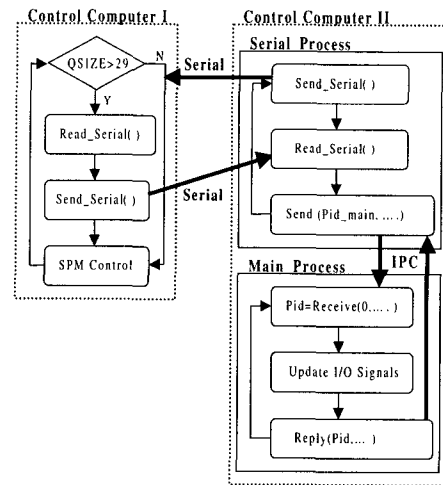 Control Computer I
QSIZE>29
N
Y
Read_Serial( )
Send_Serial( )
SPM Control
Serial
Serial
Control Computer II
Serial Process
Send_Serial( )
Read_Serial( )
Send (Pid_main, .... )
IPC
Main Process
Pid=Receive(0,.... )
Update I/O Signals
Reply(Pid,... )